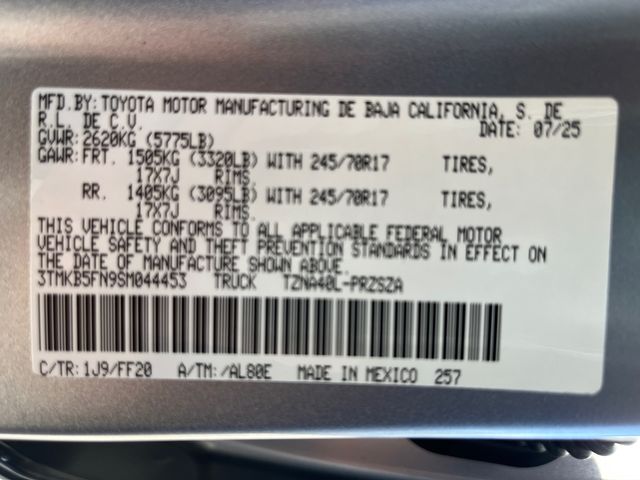 MFD.BY: TOYOTA MOTOR MANUFACTURING DE BAJA CALIFORNIA, S. DE
R.L. DE C.V. DATE: 07/25
GVWR: 2620KG (5775LB)
GAWR: FRT. 1505KG (3320LB) WITH 245/70R17 TIRES,
17X7J RIMS.
RR. 1405KG (3095LB) WITH 245/70R17 TIRES,
17X7J RIMS.
THIS VEHICLE CONFORMS TO ALL APPLICABLE FEDERAL MOTOR
VEHICLE SAFETY AND THEFT PREVENTION STANDARDS IN EFFECT ON
THE DATE OF MANUFACTURE SHOWN ABOVE.
3TMKB5FN9SM044453 TRUCK TZNA40L-PRZSZA
C/TR: 1J9/FF20 A/TM: /AL80E MADE IN MEXICO 257